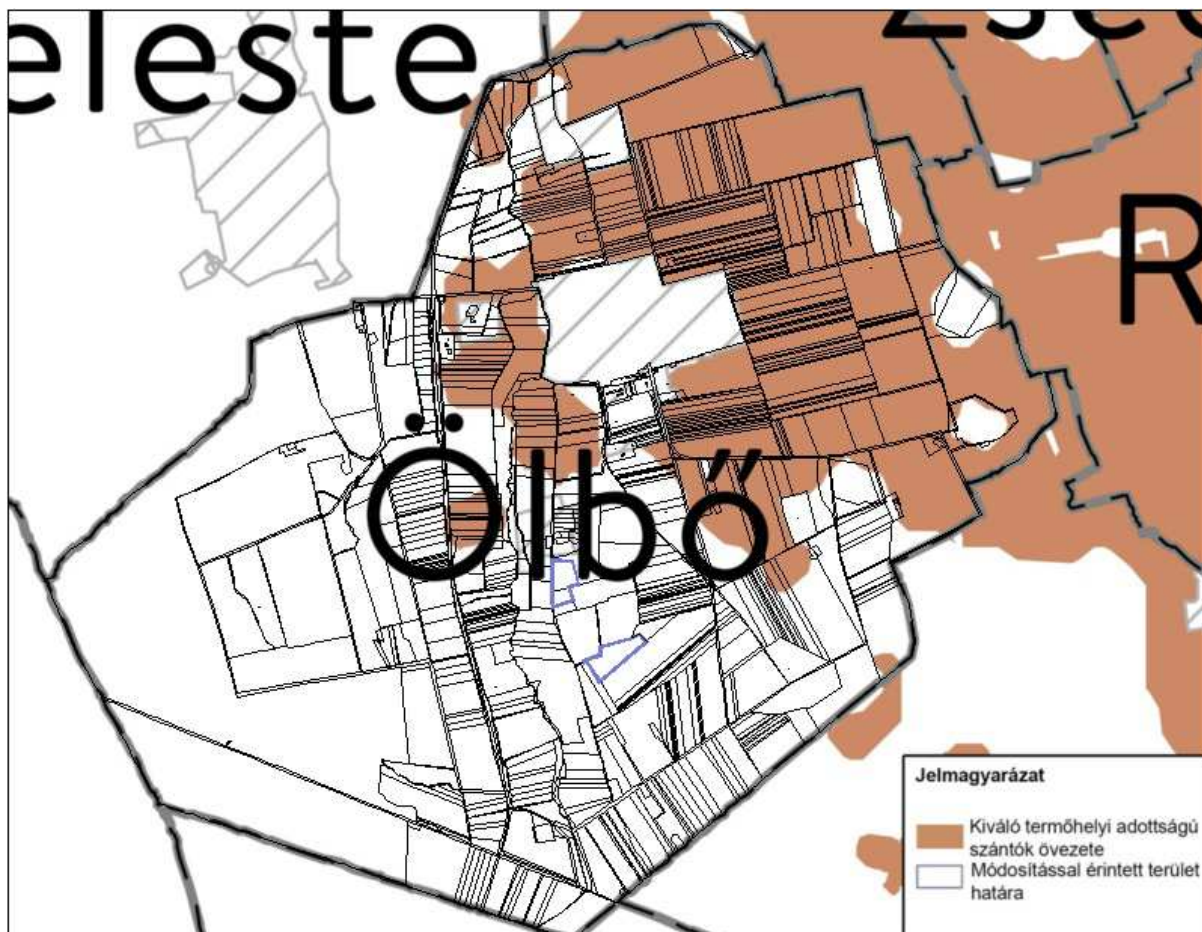 eleste
Ölbő
R
Jelmagyarázat
Kiváló termőhelyi adottságú
szántók övezete
Módosítással érintett terület
határa